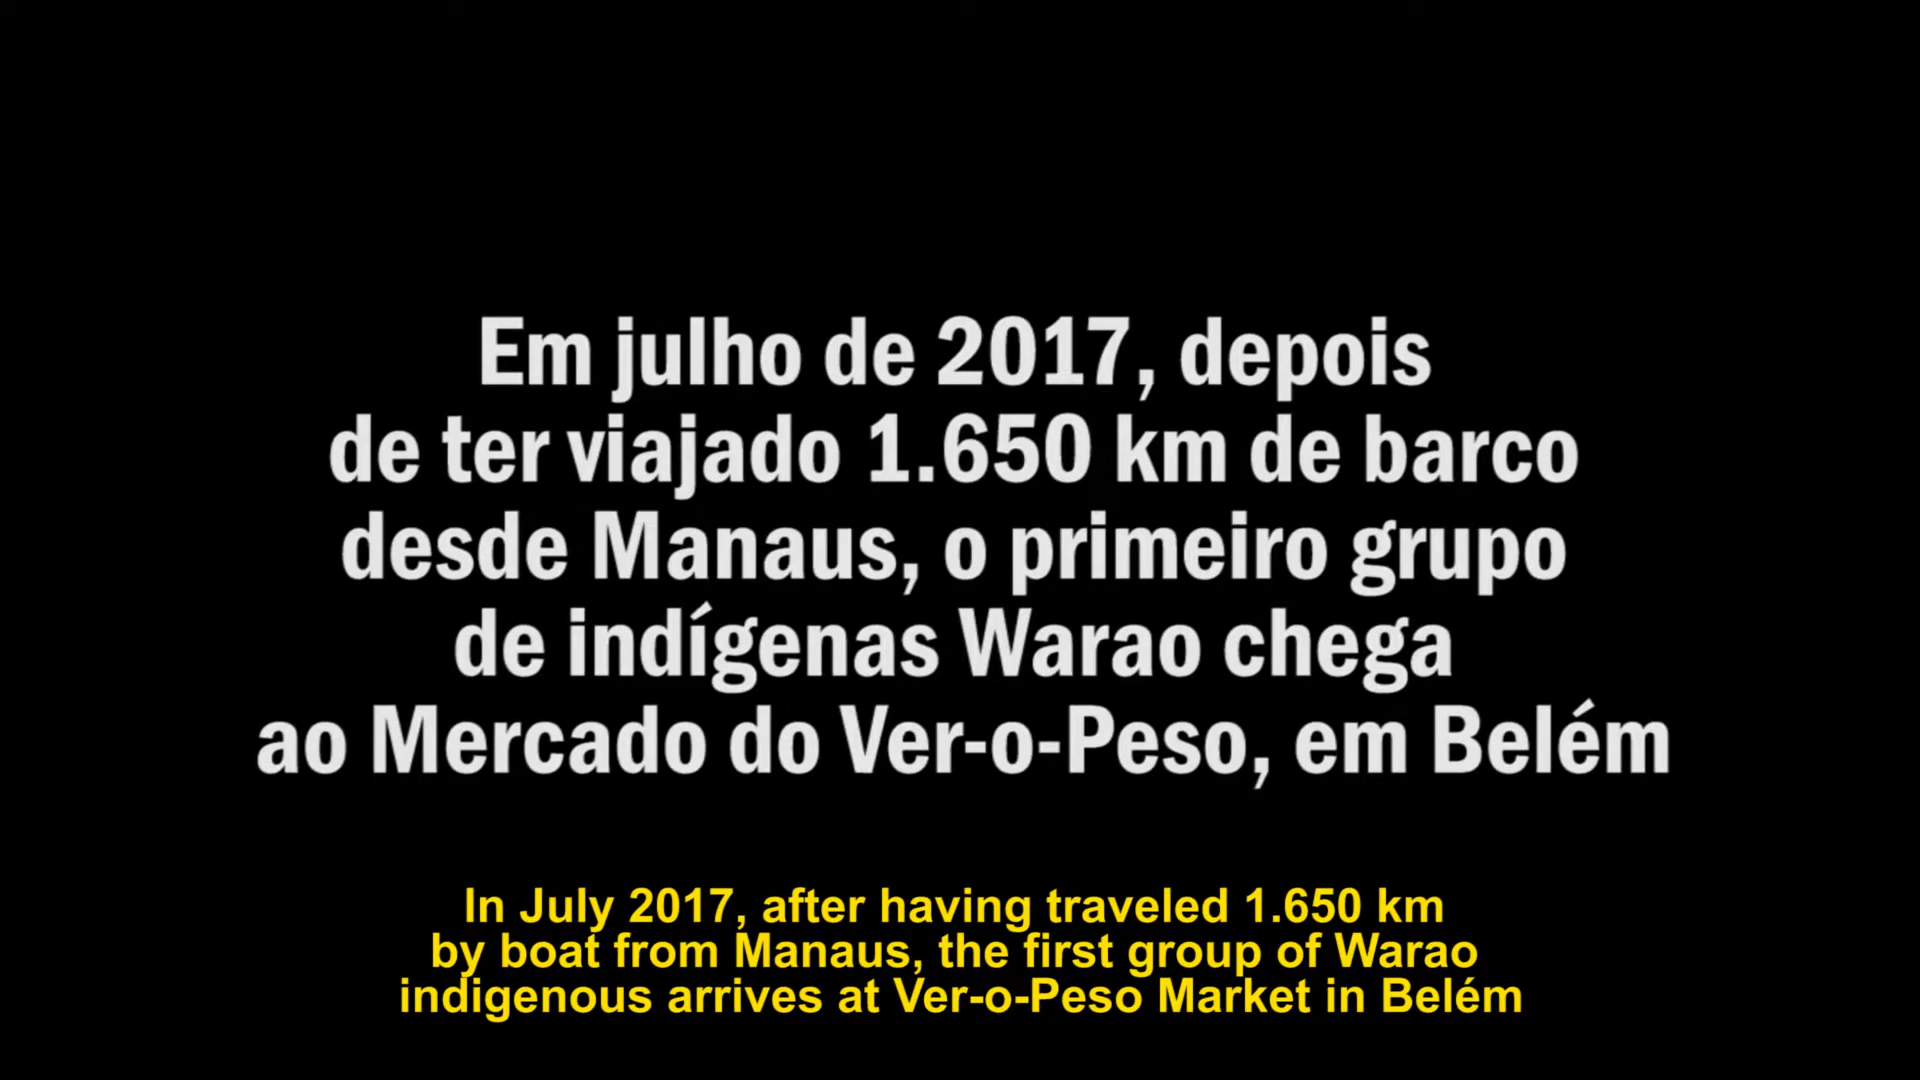 Em julho de 2017, depois
de ter viajado 1.650 km de barco
desde Manaus, o primeiro grupo
de indígenas Warao chega
ao Mercado do Ver-o-Peso, em Belém
In July 2017, after having traveled 1.650 km
by boat from Manaus, the first group of Warao
indigenous arrives at Ver-o-Peso Market in Belém